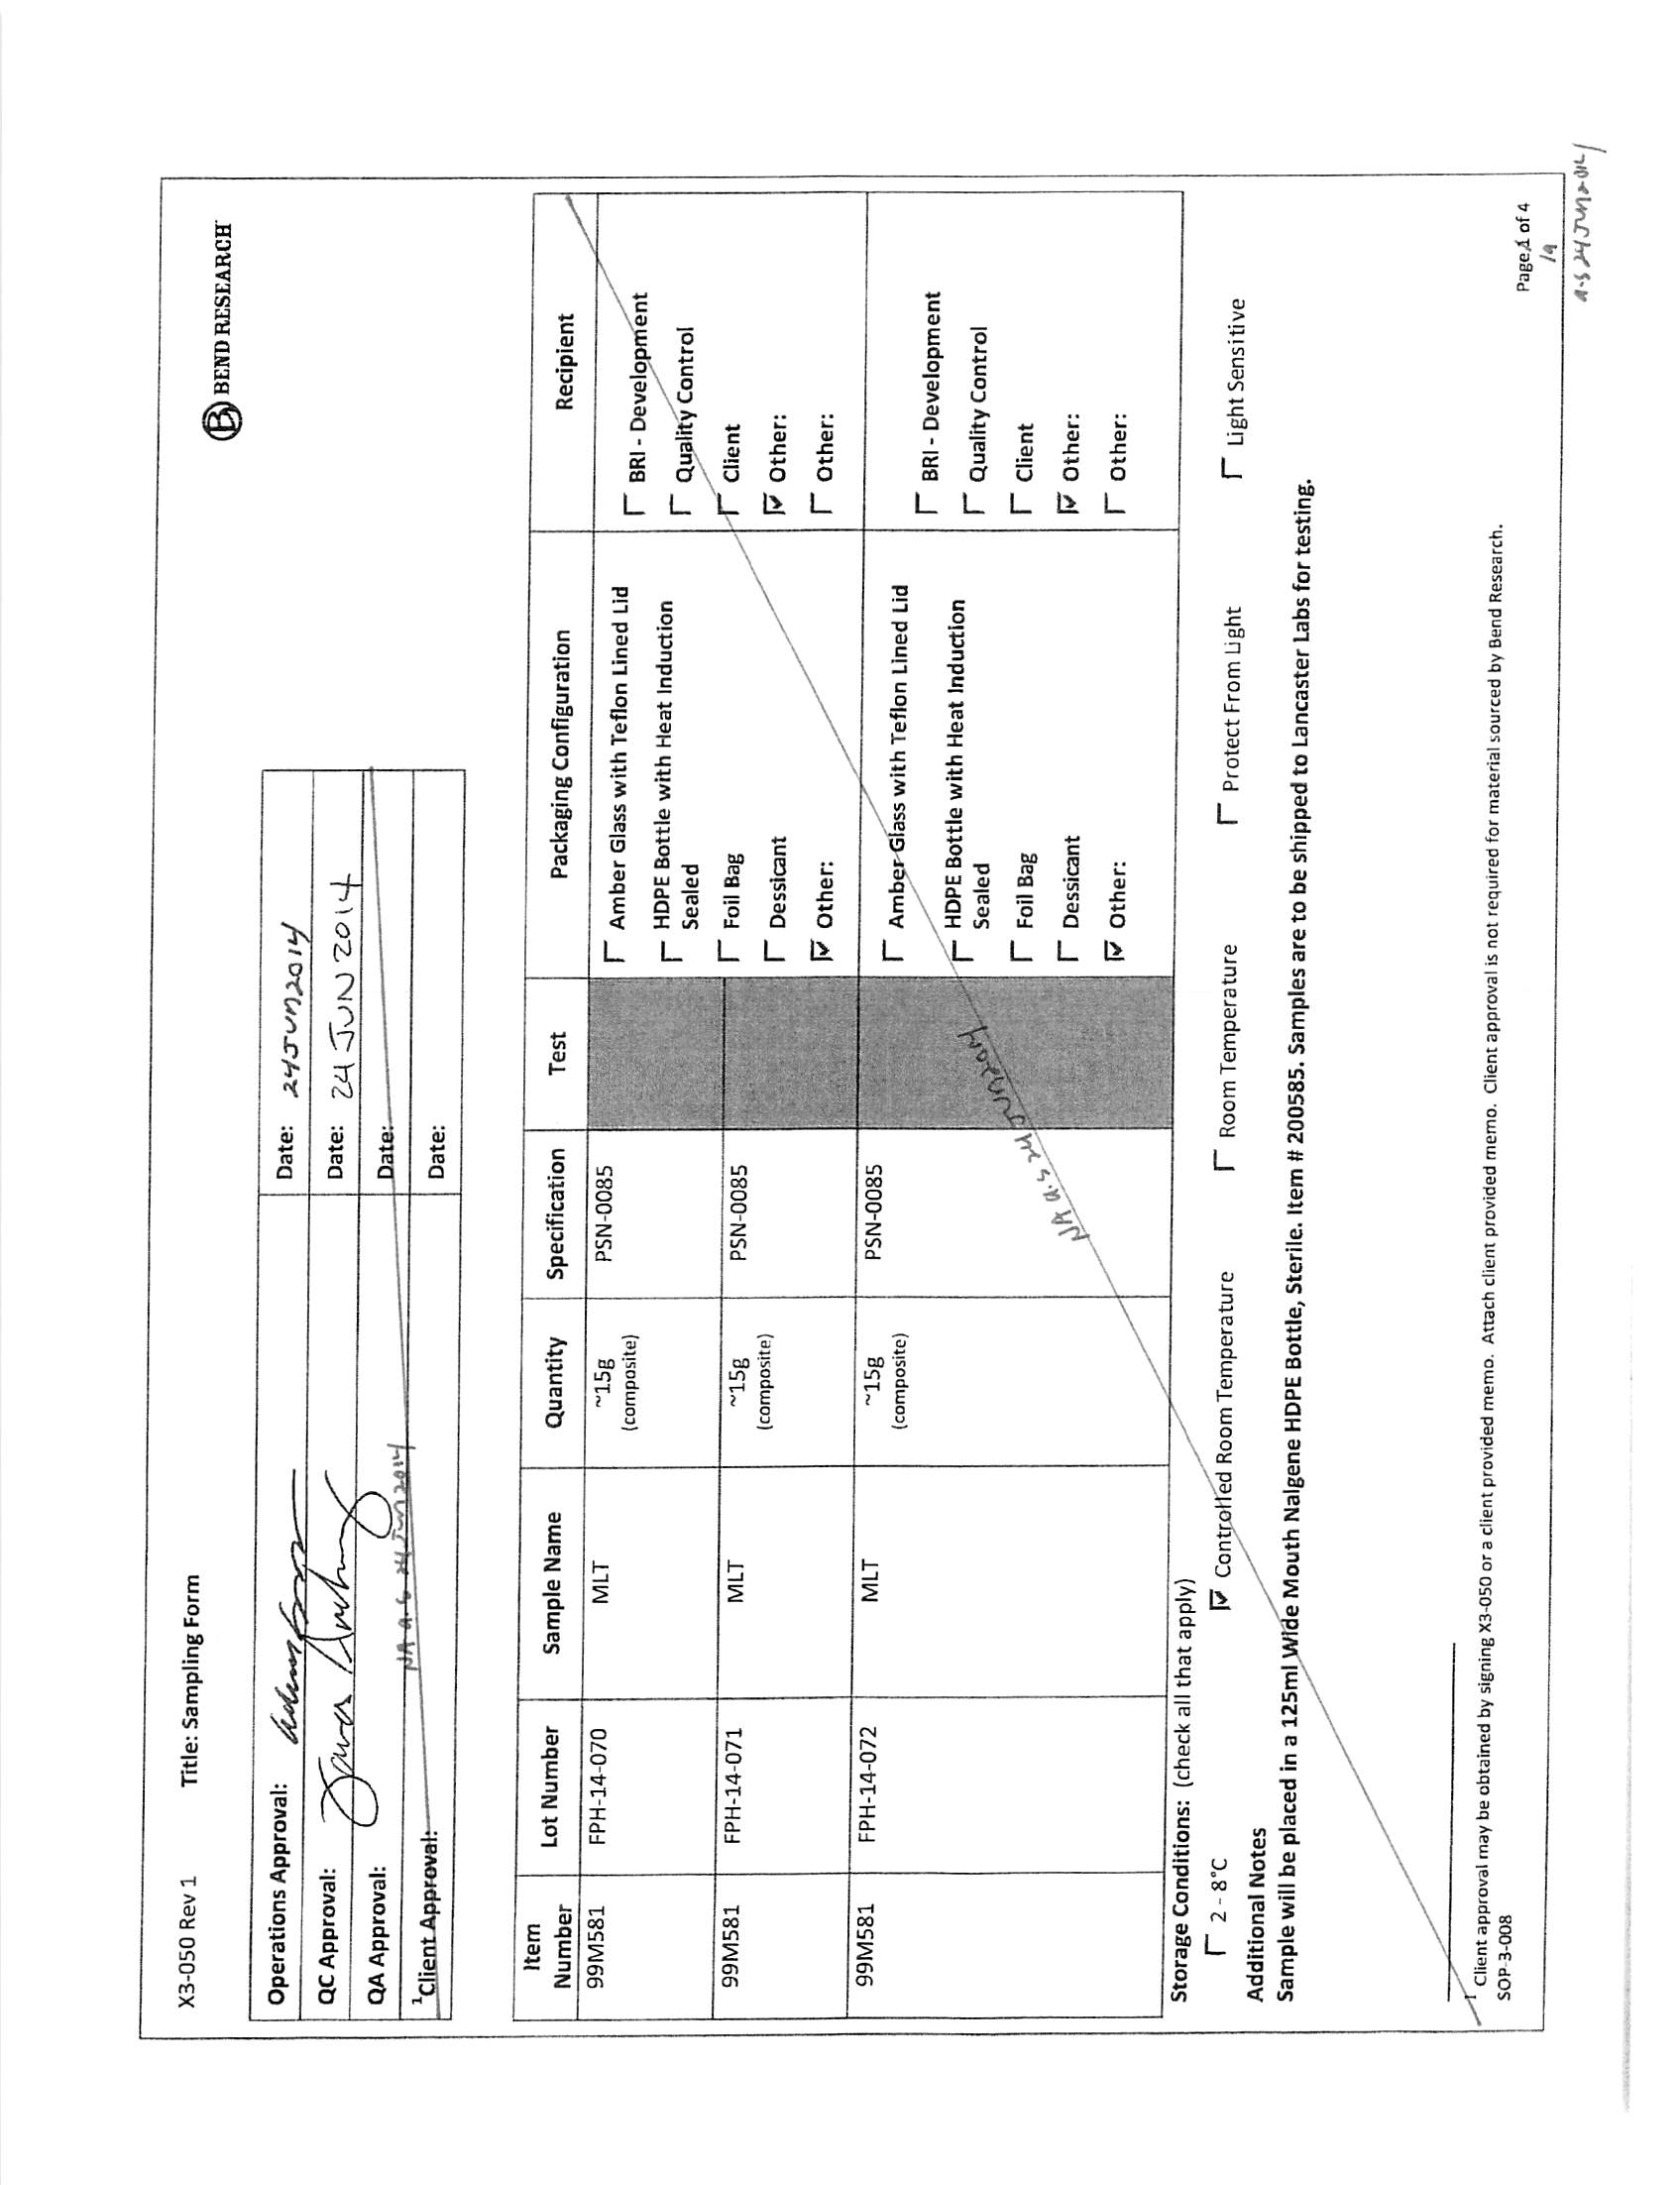 X3-050 Rev 1 Title: Sampling Form
BEND RESEARCH
Operations Approval: Date: 24JUN2014
QC Approval: Date: 24 JUN 2014
QA Approval: Date:
NA a.s 24 JUN 2014
1Client Approval: Date:
Item Number Lot Number Sample Name Quantity Specification Test Packaging Configuration Recipient
99M581 FPH-14-070 MLT ~15g (composite) PSN-0085
Amber Glass with Teflon Lined Lid
HDPE Bottle with Heat Induction Sealed
Foil Bag
Dessicant
Other:
BRI - Development
Quality Control
Client
Other:
Other:
99M581 FPH-14-071 MLT ~15g (composite) PSN-0085
99M581 FPH-14-072 MLT ~15g (composite) PSN-0085
Amber Glass with Teflon Lined Lid
HDPE Bottle with Heat Induction Sealed
Foil Bag
Dessicant
Other:
BRI - Development
Quality Control
Client
Other:
Other:
NA a.s 24 JUN2014
Storage Conditions: (check all that apply)
2 - 8°C Controlled Room Temperature Room Temperature Protect From Light Light Sensitive
Additional Notes
Sample will be placed in a 125ml Wide Mouth Nalgene HDPE Bottle, Sterile. Item # 200585. Samples are to be shipped to Lancaster Labs for testing.
1 Client approval may be obtained by signing X3-050 or a client provided memo. Attach client provided memo. Client approval is not required for material sourced by Bend Research.
SOP-3-008
Page 1 of 4
19
a.s 24JUN2014